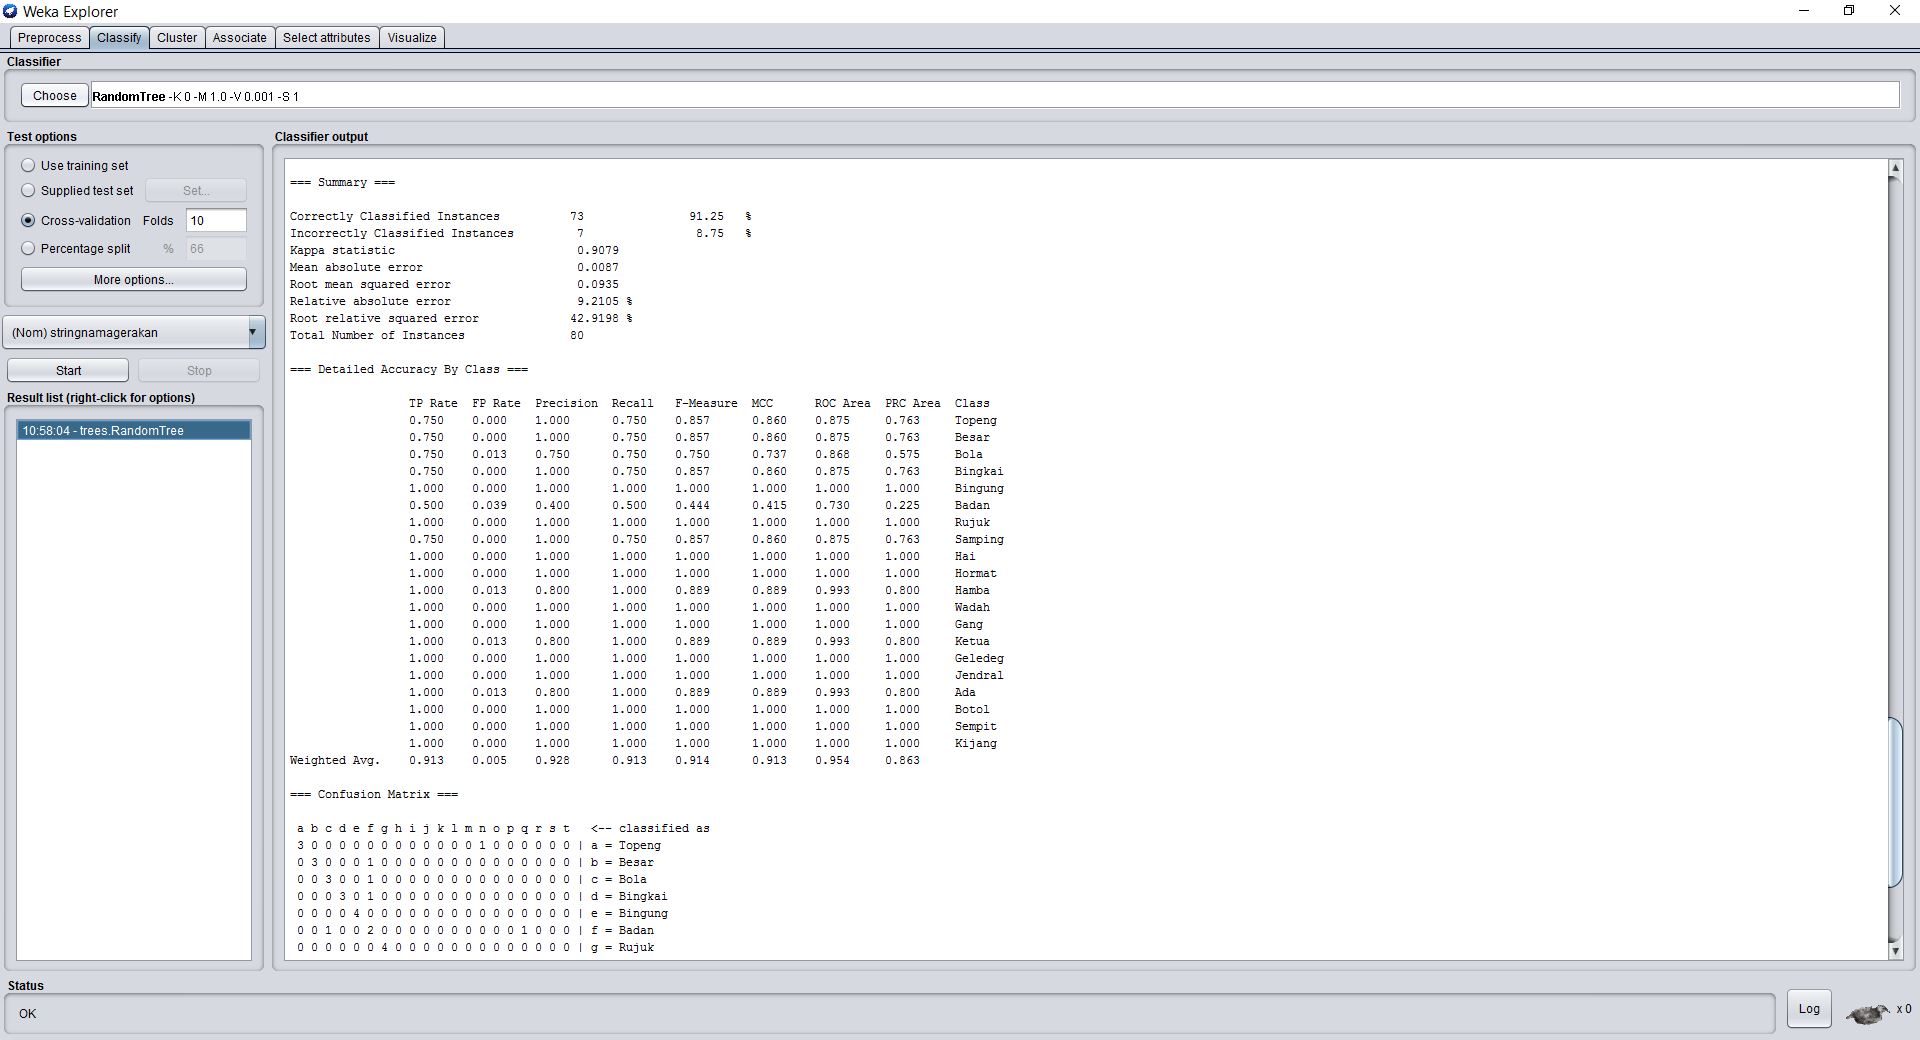 Weka Explorer
Preprocess Classify Cluster Associate Select attributes Visualize
Classifier
Choose RandomTree -K 0 -M 1.0 -V 0.001 -S 1
Test options
Use training set
Supplied test set Set...
Cross-validation Folds 10
Percentage split % 66
More options...
(Nom) stringnamagerakan
Start Stop
Result list (right-click for options)
10:58:04 - trees.RandomTree
Classifier output
=== Summary ===
Correctly Classified Instances 73 91.25 %
Incorrectly Classified Instances 7 8.75 %
Kappa statistic 0.9079
Mean absolute error 0.0087
Root mean squared error 0.0935
Relative absolute error 9.2105 %
Root relative squared error 42.9198 %
Total Number of Instances 80
=== Detailed Accuracy By Class ===
TP Rate FP Rate Precision Recall F-Measure MCC ROC Area PRC Area Class
0.750 0.000 1.000 0.750 0.857 0.860 0.875 0.763 Topeng
0.750 0.000 1.000 0.750 0.857 0.860 0.875 0.763 Besar
0.750 0.013 0.750 0.750 0.750 0.737 0.868 0.575 Bola
0.750 0.000 1.000 0.750 0.857 0.860 0.875 0.763 Bingkai
1.000 0.000 1.000 1.000 1.000 1.000 1.000 1.000 Bingung
0.500 0.039 0.400 0.500 0.444 0.415 0.730 0.225 Badan
1.000 0.000 1.000 1.000 1.000 1.000 1.000 1.000 Rujuk
0.750 0.000 1.000 0.750 0.857 0.860 0.875 0.763 Samping
1.000 0.000 1.000 1.000 1.000 1.000 1.000 1.000 Hai
1.000 0.000 1.000 1.000 1.000 1.000 1.000 1.000 Hormat
1.000 0.013 0.800 1.000 0.889 0.889 0.993 0.800 Hamba
1.000 0.000 1.000 1.000 1.000 1.000 1.000 1.000 Wadah
1.000 0.000 1.000 1.000 1.000 1.000 1.000 1.000 Gang
1.000 0.013 0.800 1.000 0.889 0.889 0.993 0.800 Ketua
1.000 0.000 1.000 1.000 1.000 1.000 1.000 1.000 Geledeg
1.000 0.000 1.000 1.000 1.000 1.000 1.000 1.000 Jendral
1.000 0.013 0.800 1.000 0.889 0.889 0.993 0.800 Ada
1.000 0.000 1.000 1.000 1.000 1.000 1.000 1.000 Botol
1.000 0.000 1.000 1.000 1.000 1.000 1.000 1.000 Sempit
1.000 0.000 1.000 1.000 1.000 1.000 1.000 1.000 Kijang
Weighted Avg. 0.913 0.005 0.928 0.913 0.914 0.913 0.954 0.863
=== Confusion Matrix ===
a b c d e f g h i j k l m n o p q r s t <-- classified as
3 0 0 0 0 0 0 0 0 0 0 0 0 1 0 0 0 0 0 0 | a = Topeng
0 3 0 0 0 1 0 0 0 0 0 0 0 0 0 0 0 0 0 0 | b = Besar
0 0 3 0 0 1 0 0 0 0 0 0 0 0 0 0 0 0 0 0 | c = Bola
0 0 0 3 0 1 0 0 0 0 0 0 0 0 0 0 0 0 0 0 | d = Bingkai
0 0 0 0 4 0 0 0 0 0 0 0 0 0 0 0 0 0 0 0 | e = Bingung
0 0 1 0 0 2 0 0 0 0 0 0 0 0 0 0 1 0 0 0 | f = Badan
0 0 0 0 0 0 4 0 0 0 0 0 0 0 0 0 0 0 0 0 | g = Rujuk
Status
OK
Log x 0